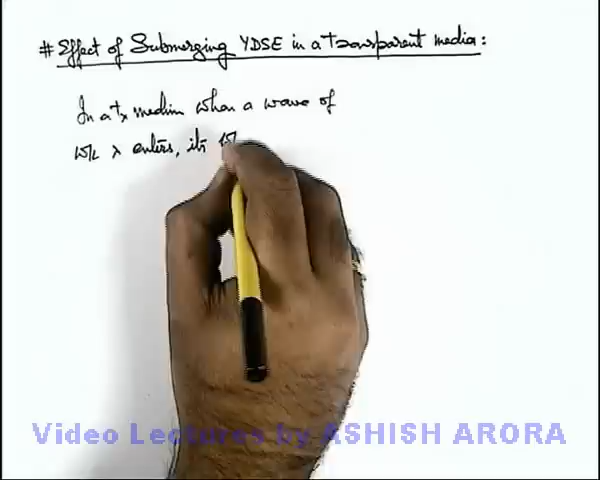 # Effect of Submerging YDSE in a transparent media:
In a tx medium when a wave of
w/L λ enters, its w
Video Lectures by ASHISH ARORA